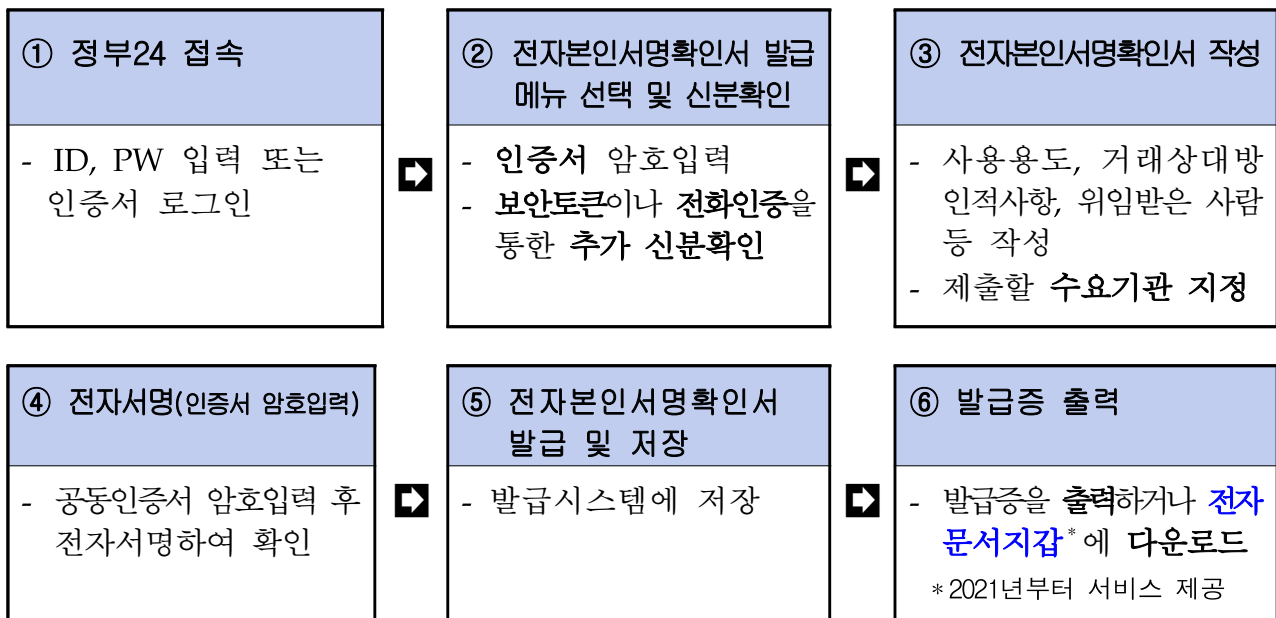 ① 정부24 접속
- ID, PW 입력 또는
인증서 로그인
② 전자본인서명확인서 발급
메뉴 선택 및 신분확인
- 인증서 암호입력
- 보안토큰이나 전화인증을
통한 추가 신분확인
③ 전자본인서명확인서 작성
- 사용용도, 거래상대방
인적사항, 위임받은 사람
등 작성
- 제출할 수요기관 지정
④ 전자서명(인증서 암호입력)
- 공동인증서 암호입력 후
전자서명하여 확인
⑤ 전자본인서명확인서
발급 및 저장
- 발급시스템에 저장
⑥ 발급증 출력
- 발급증을 출력하거나 전자
문서지갑*에 다운로드
* 2021년부터 서비스 제공